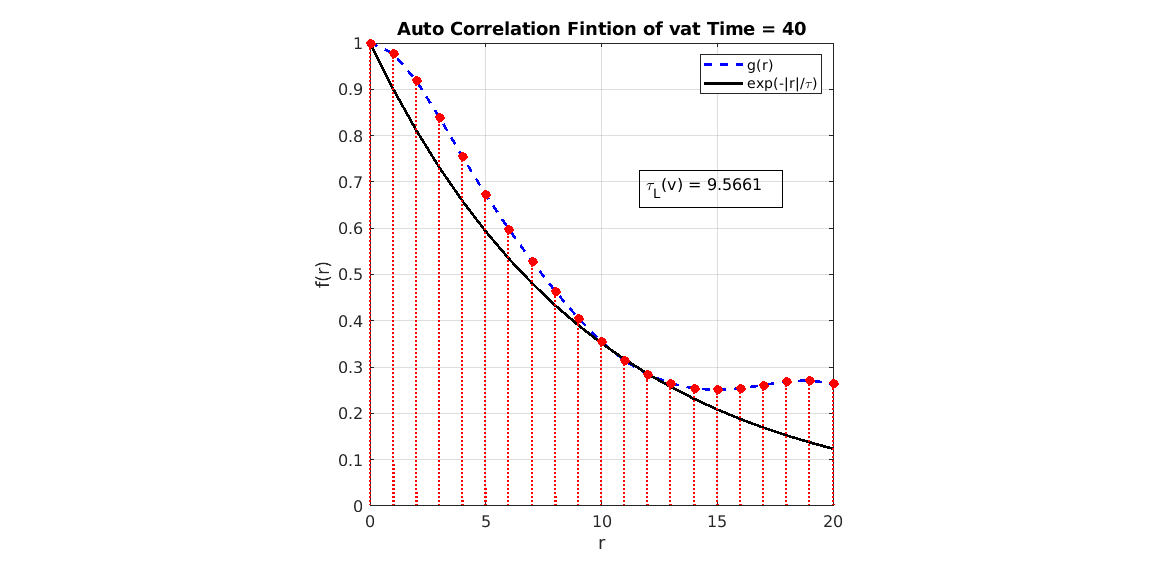 Auto Correlation Fintion of vat Time = 40
1
0.9
0.8
0.7
0.6
0.5
0.4
0.3
0.2
0.1
0
f(r)
g(r)
exp(-|r|/τ)
τL(v) = 9.5661
0 5 10 15 20
r